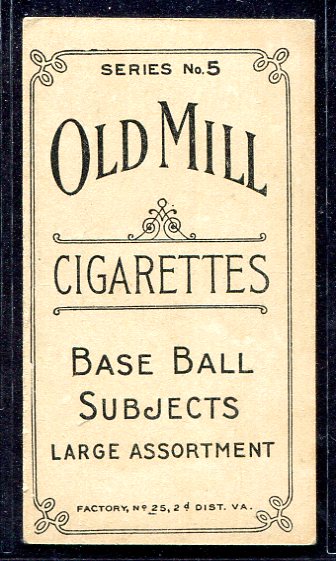 SERIES No. 5
OLD MILL
CIGARETTES
BASE BALL
SUBJECTS
LARGE ASSORTMENT
FACTORY, No 25, 2d DIST. VA.